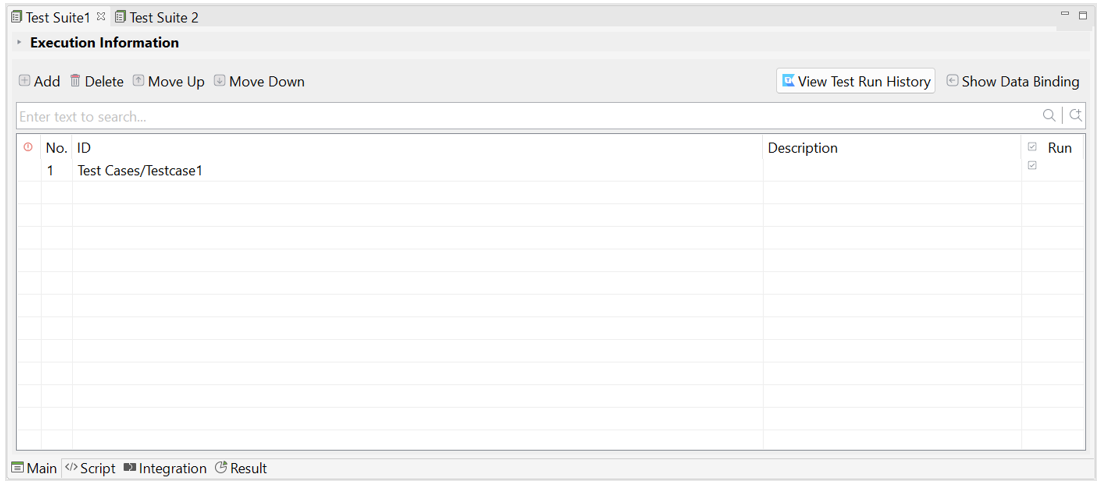 Test Suite1 Test Suite 2
Execution Information
Add Delete Move Up Move Down View Test Run History Show Data Binding
Enter text to search...
No. ID Description Run
1 Test Cases/Testcase1
Main Script Integration Result